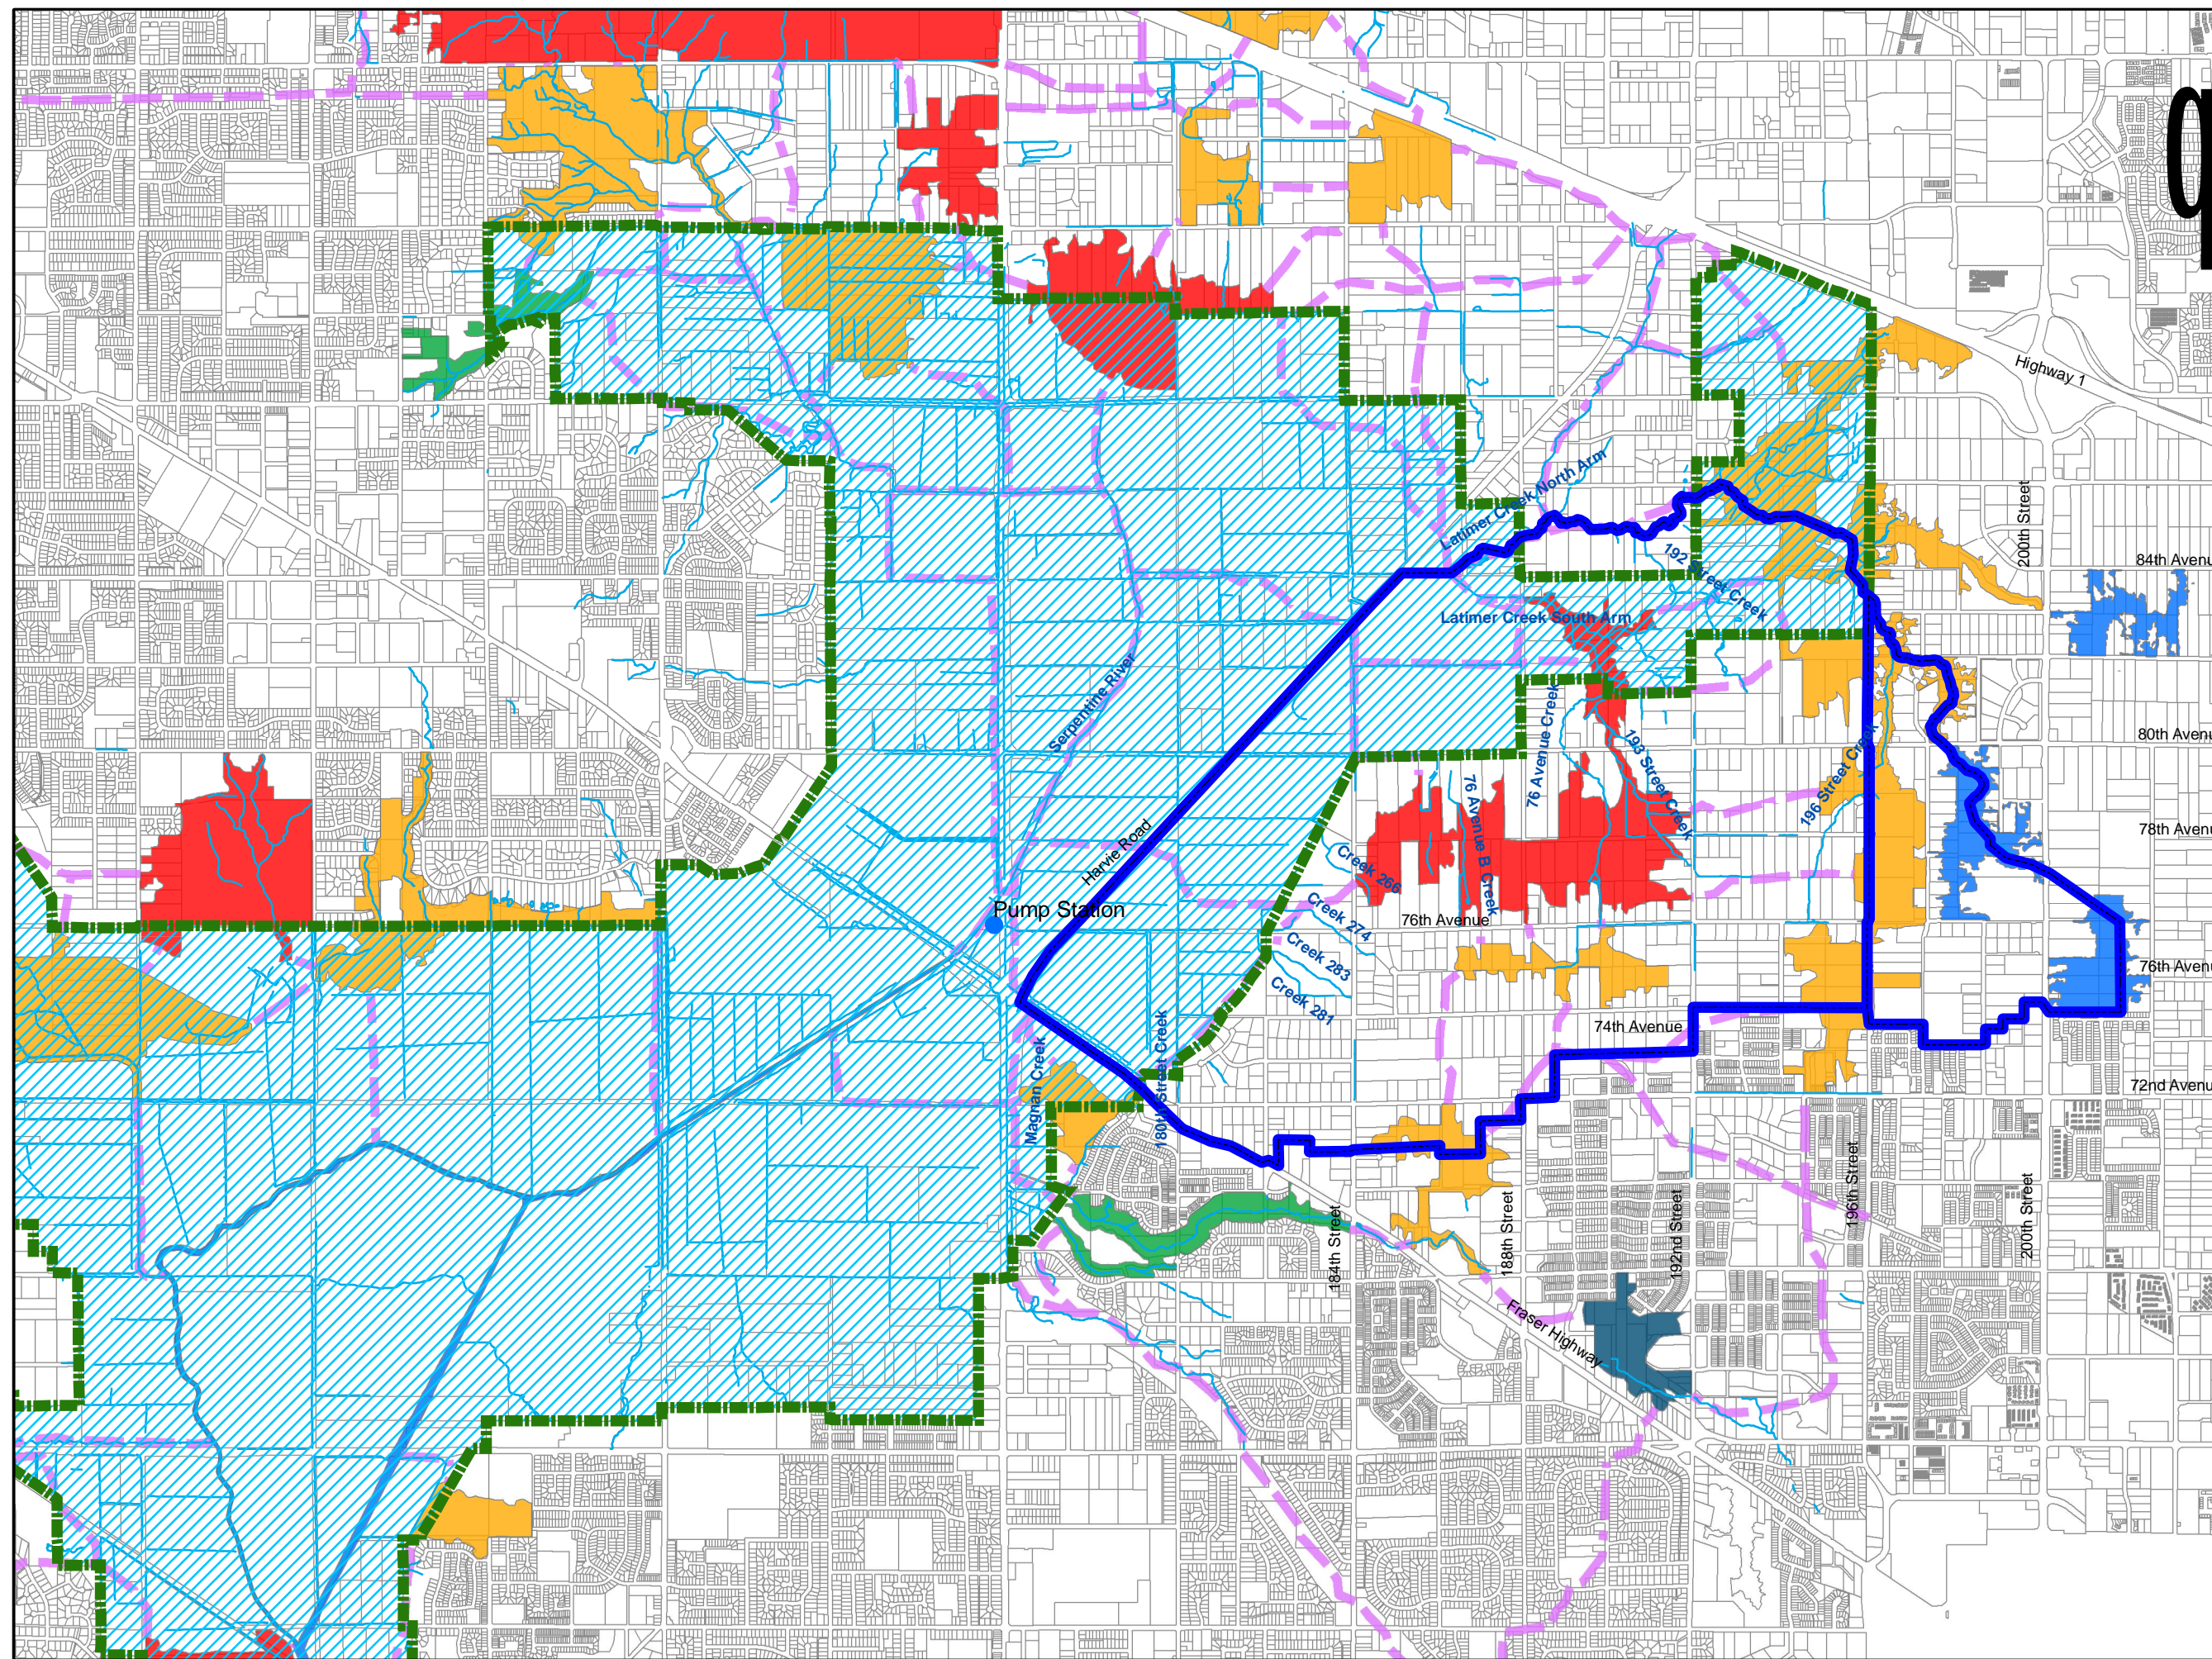 Highway 1
200th Street
84th Avenu
Latimer Creek North Arm
192 Street Creek
Latimer Creek South Arm
Serpentine River
76 Avenue Creek
193 Street Creek
196 Street Creek
80th Avenu
76 Avenue B Creek
78th Avenu
Harvie Road
Creek 266
Pump Station
Creek 274
76th Avenue
Creek 283
76th Avenu
Creek 281
74th Avenue
Magnan Creek
180th Street Creek
72nd Avenu
184th Street
188th Street
192nd Street
196th Street
200th Street
Fraser Highway